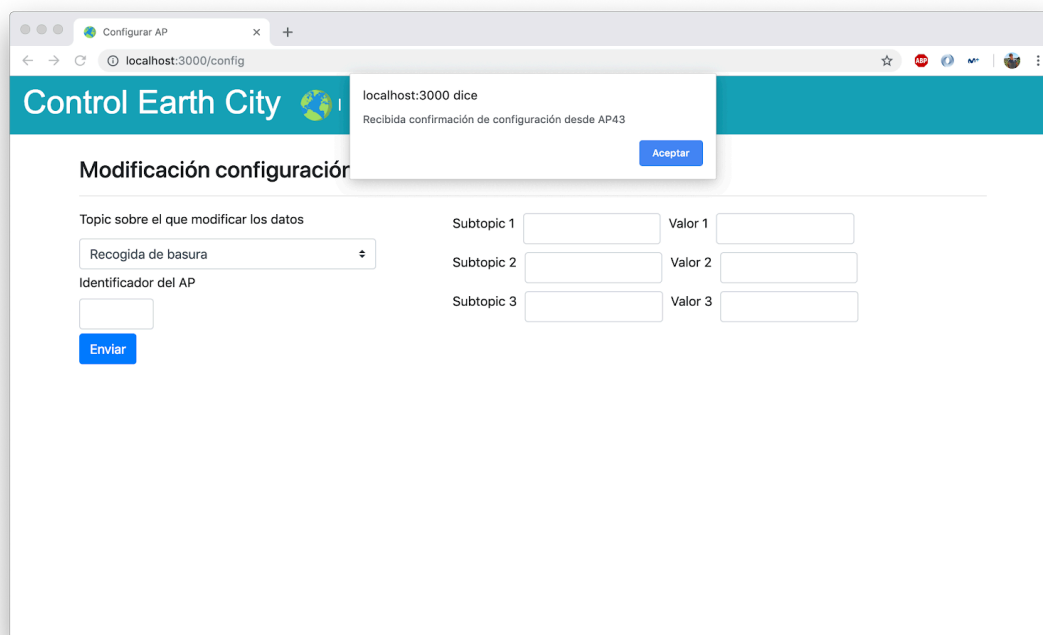 Configurar AP
localhost:3000/config
ABP
Control Earth City
localhost:3000 dice
Recibida confirmación de configuración desde AP43
Aceptar
Modificación configuración
Topic sobre el que modificar los datos
Recogida de basura
Identificador del AP
Enviar
Subtopic 1 Valor 1
Subtopic 2 Valor 2
Subtopic 3 Valor 3